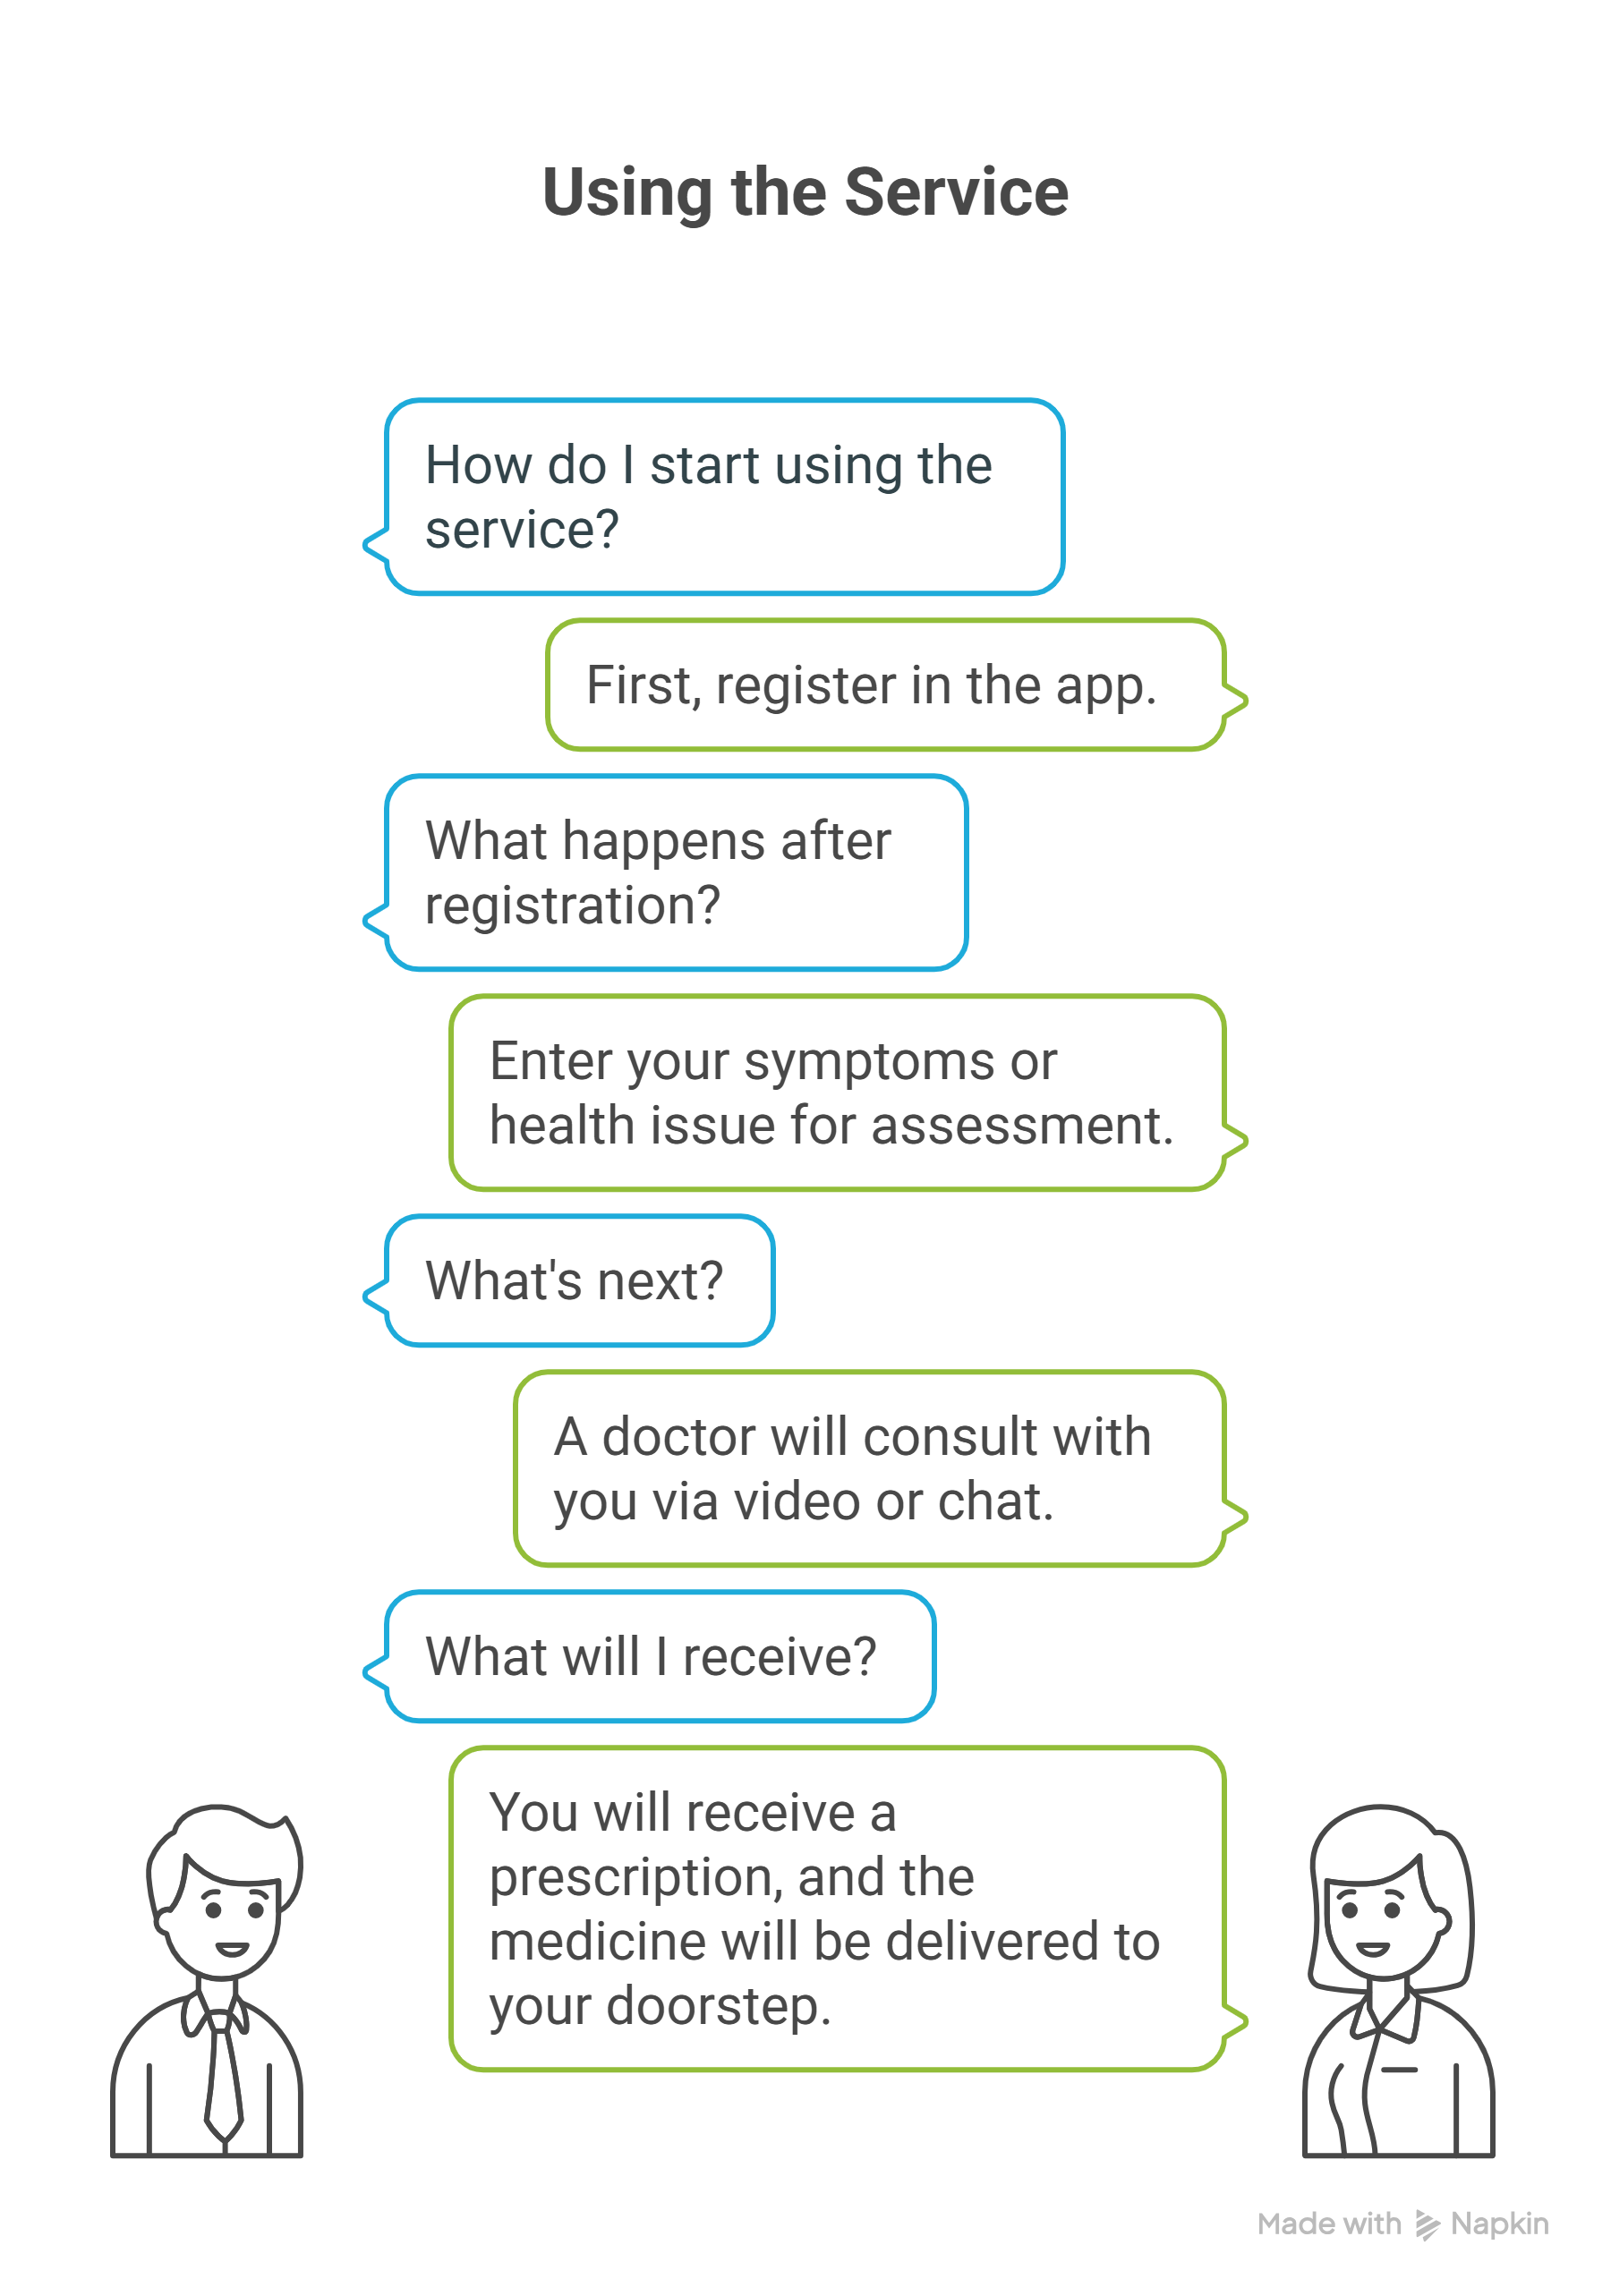 Using the Service
How do I start using the
service?
First, register in the app.
What happens after
registration?
Enter your symptoms or
health issue for assessment.
What's next?
A doctor will consult with
you via video or chat.
What will I receive?
You will receive a
prescription, and the
medicine will be delivered to
your doorstep.
Made with Napkin